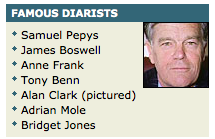 FAMOUS DIARISTS
Samuel Pepys
James Boswell
Anne Frank
Tony Benn
Alan Clark (pictured)
Adrian Mole
Bridget Jones